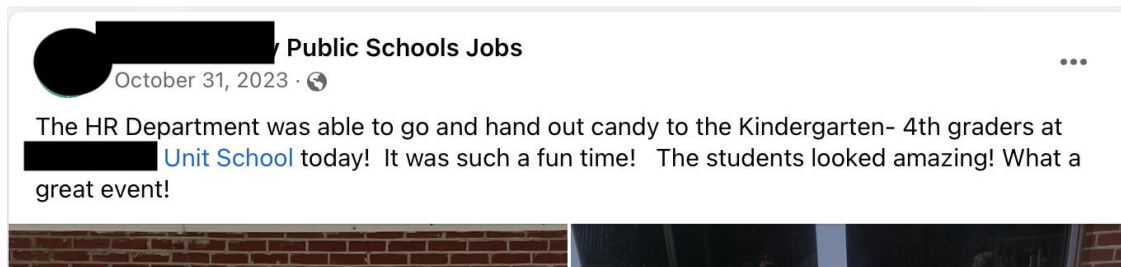 y Public Schools Jobs
October 31, 2023 ·
The HR Department was able to go and hand out candy to the Kindergarten- 4th graders at
Unit School today!  It was such a fun time!   The students looked amazing! What a
great event!